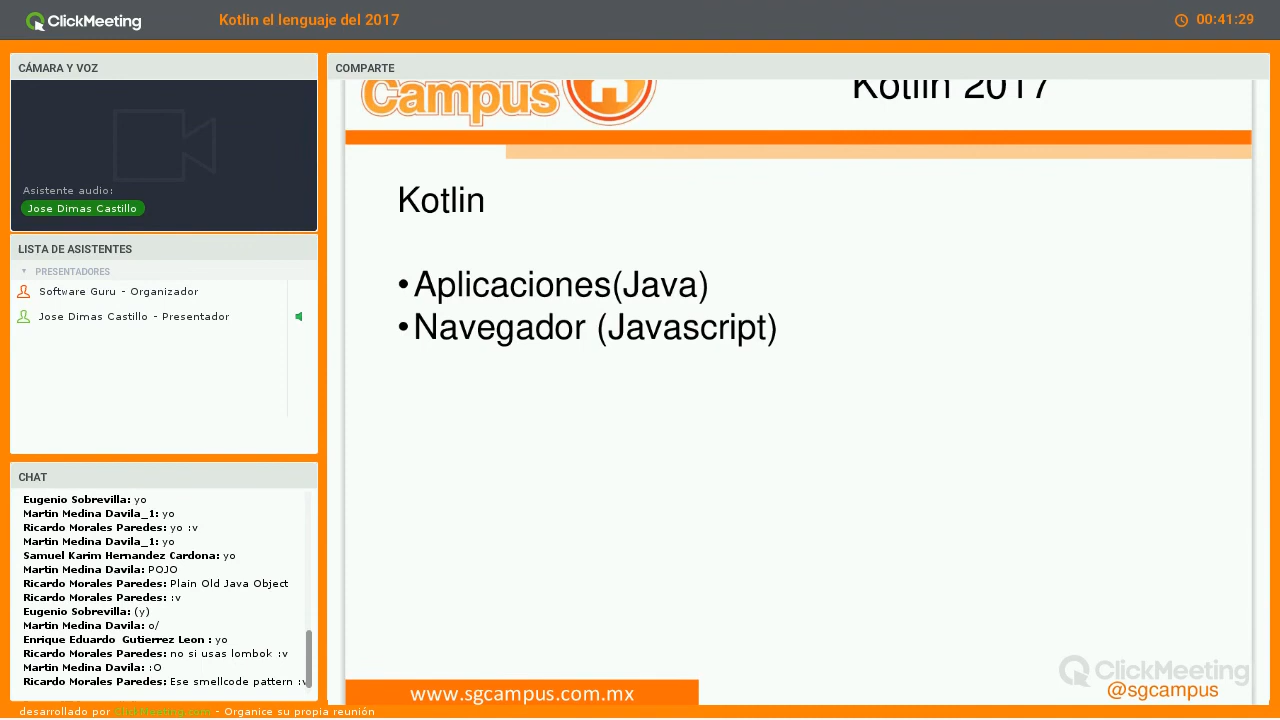 ClickMeeting
Kotlin el lenguaje del 2017
00:41:29
CÁMARA Y VOZ
Asistente audio:
Jose Dimas Castillo
LISTA DE ASISTENTES
PRESENTADORES
Software Guru - Organizador
Jose Dimas Castillo - Presentador
CHAT
Eugenio Sobrevilla: yo
Martin Medina Davila_1: yo
Ricardo Morales Paredes: yo :v
Martin Medina Davila_1: yo
Samuel Karim Hernandez Cardona: yo
Martin Medina Davila: POJO
Ricardo Morales Paredes: Plain Old Java Object
Ricardo Morales Paredes: :v
Eugenio Sobrevilla: (y)
Martin Medina Davila: o/
Enrique Eduardo Gutierrez Leon : yo
Ricardo Morales Paredes: no si usas lombok :v
Martin Medina Davila: :O
Ricardo Morales Paredes: Ese smellcode pattern :v
desarrollado por ClickMeeting.com - Organice su propia reunión
COMPARTE
Campus
Kotlin 2017
Kotlin
•Aplicaciones(Java)
•Navegador (Javascript)
ClickMeeting
www.sgcampus.com.mx
@sgcampus